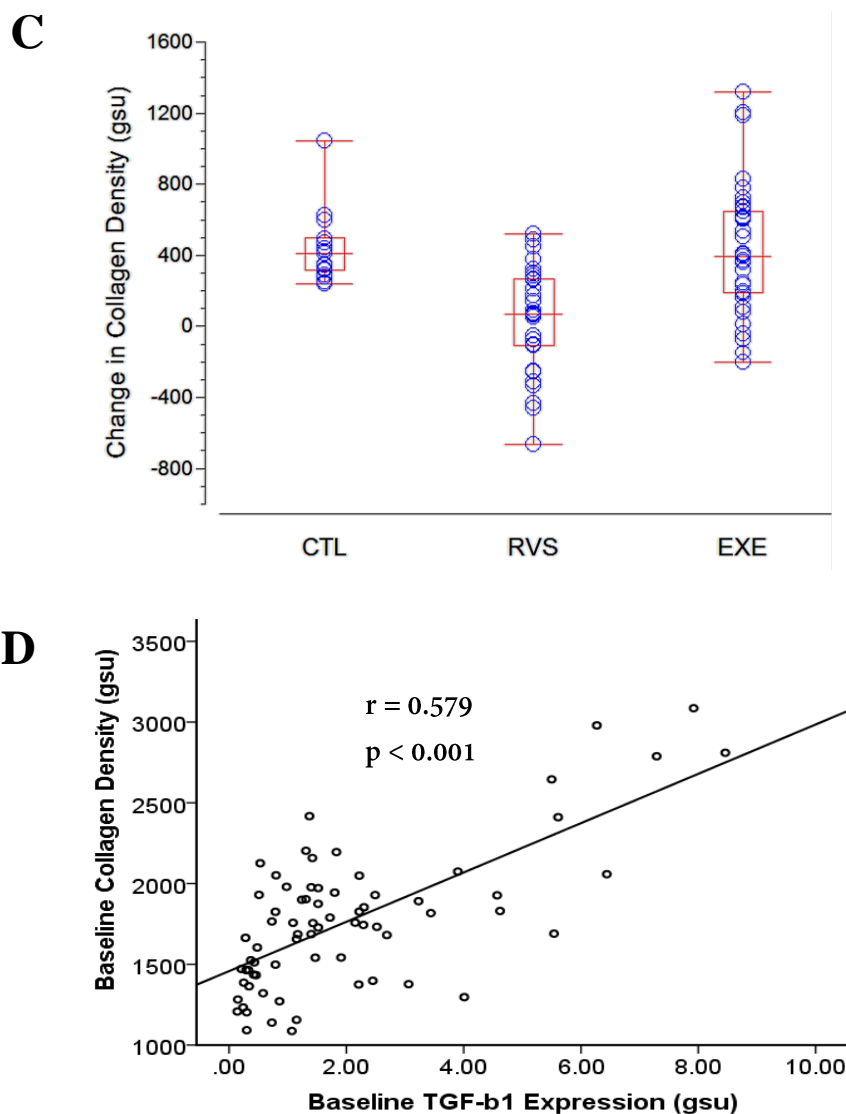 C
Change in Collagen Density (gsu)
1600
1200
800
400
0
-400
-800
CTL RVS EXE
D
Baseline Collagen Density (gsu)
3500
3000
2500
2000
1500
1000
r = 0.579
p < 0.001
.00 2.00 4.00 6.00 8.00 10.00
Baseline TGF-b1 Expression (gsu)